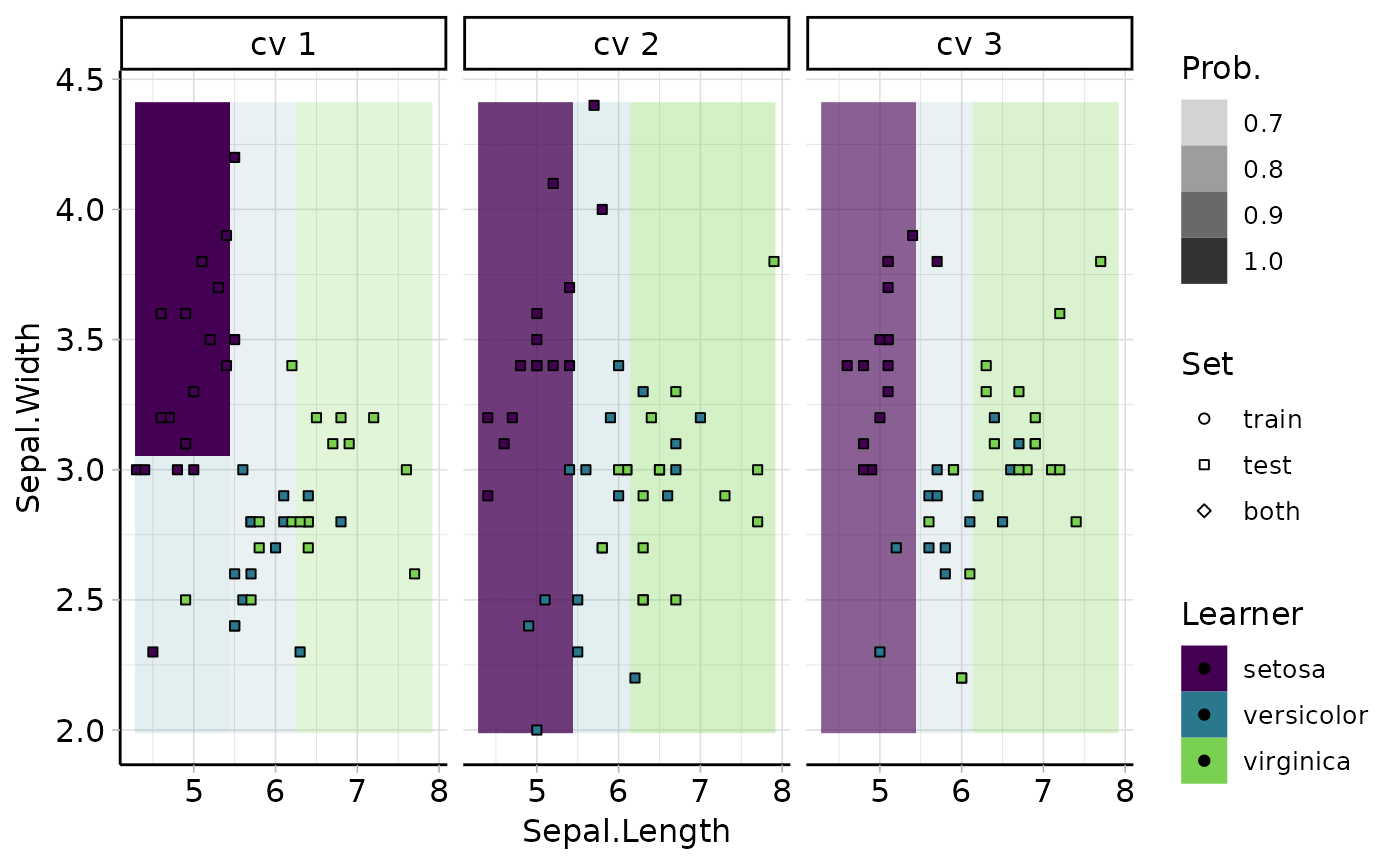 cv 1
cv 2
cv 3
4.5
4.0
3.5
3.0
2.5
2.0
Sepal.Width
5 6 7 8
5 6 7 8
5 6 7 8
Sepal.Length
Prob.
0.7
0.8
0.9
1.0
Set
train
test
both
Learner
setosa
versicolor
virginica